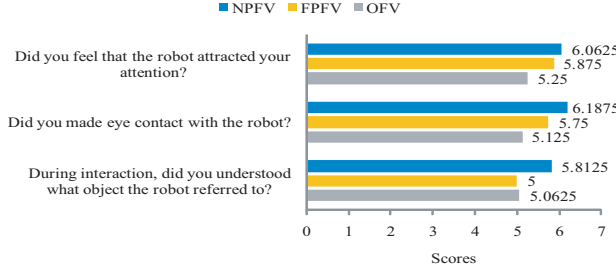 NPFV FPFV OFV
Did you feel that the robot attracted your
attention?
6.0625
5.875
5.25
Did you made eye contact with the robot?
6.1875
5.75
5.125
During interaction, did you understood
what object the robot referred to?
5.8125
5
5.0625
0 1 2 3 4 5 6 7
Scores